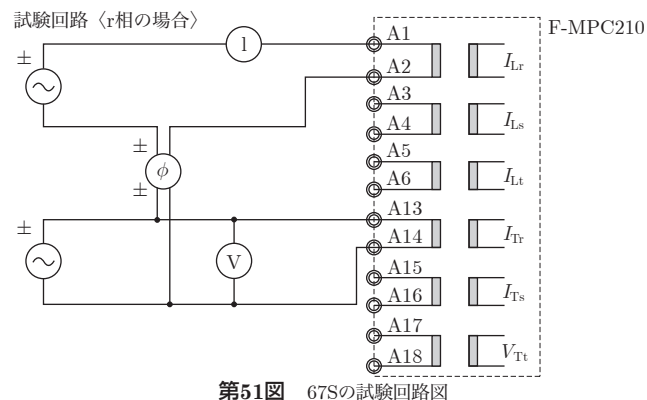 試験回路〈r相の場合〉
F-MPC210
±
l
A1
A2
I_Lr
A3
A4
I_Ls
±
φ
±
A5
A6
I_Lt
±
V
A13
A14
I_Tr
A15
A16
I_Ts
A17
A18
V_Tt
第51図 67Sの試験回路図